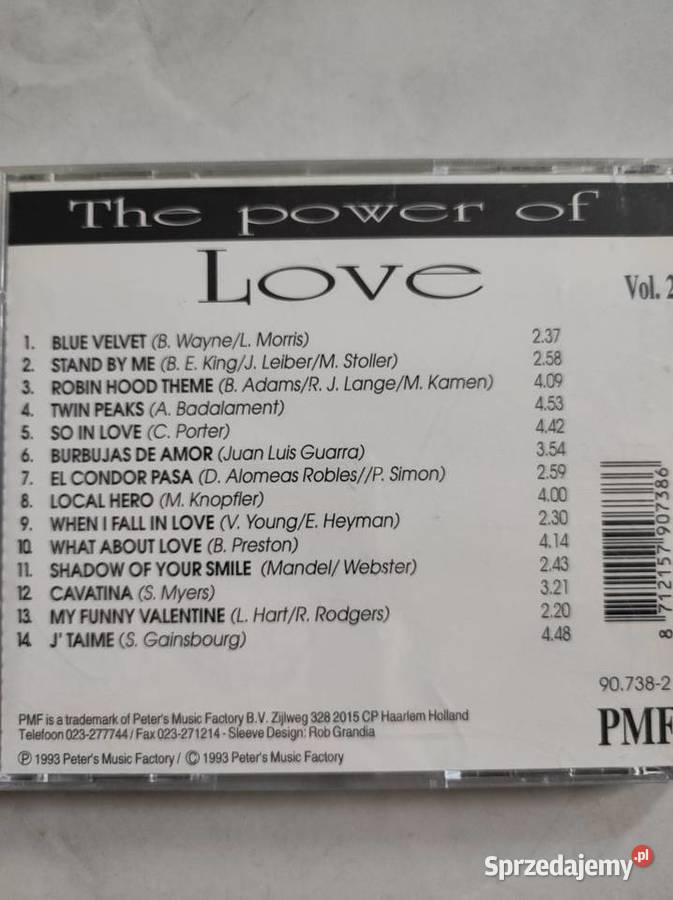 The power of
Love
Vol. 2
1. BLUE VELVET (B. Wayne/L. Morris) 2.37
2. STAND BY ME (B. E. King/J. Leiber/M. Stoller) 2.58
3. ROBIN HOOD THEME (B. Adams/R. J. Lange/M. Kamen) 4.09
4. TWIN PEAKS (A. Badalament) 4.53
5. SO IN LOVE (C. Porter) 4.42
6. BURBUJAS DE AMOR (Juan Luis Guarra) 3.54
7. EL CONDOR PASA (D. Alomeas Robles//P. Simon) 2.59
8. LOCAL HERO (M. Knopfler) 4.00
9. WHEN I FALL IN LOVE (V. Young/E. Heyman) 2.30
10. WHAT ABOUT LOVE (B. Preston) 4.14
11. SHADOW OF YOUR SMILE (Mandel/ Webster) 2.43
12. CAVATINA (S. Myers) 3.21
13. MY FUNNY VALENTINE (L. Hart/R. Rodgers) 2.20
14. J'TAIME (S. Gainsbourg) 4.48
8 712157 907386
90.738-2
PMF
PMF is a trademark of Peter's Music Factory B.V. Zijlweg 328 2015 CP Haarlem Holland
Telefoon 023-277744 / Fax 023-271214 - Sleeve Design: Rob Grandia
℗ 1993 Peter's Music Factory / © 1993 Peter's Music Factory
Sprzedajemy.pl